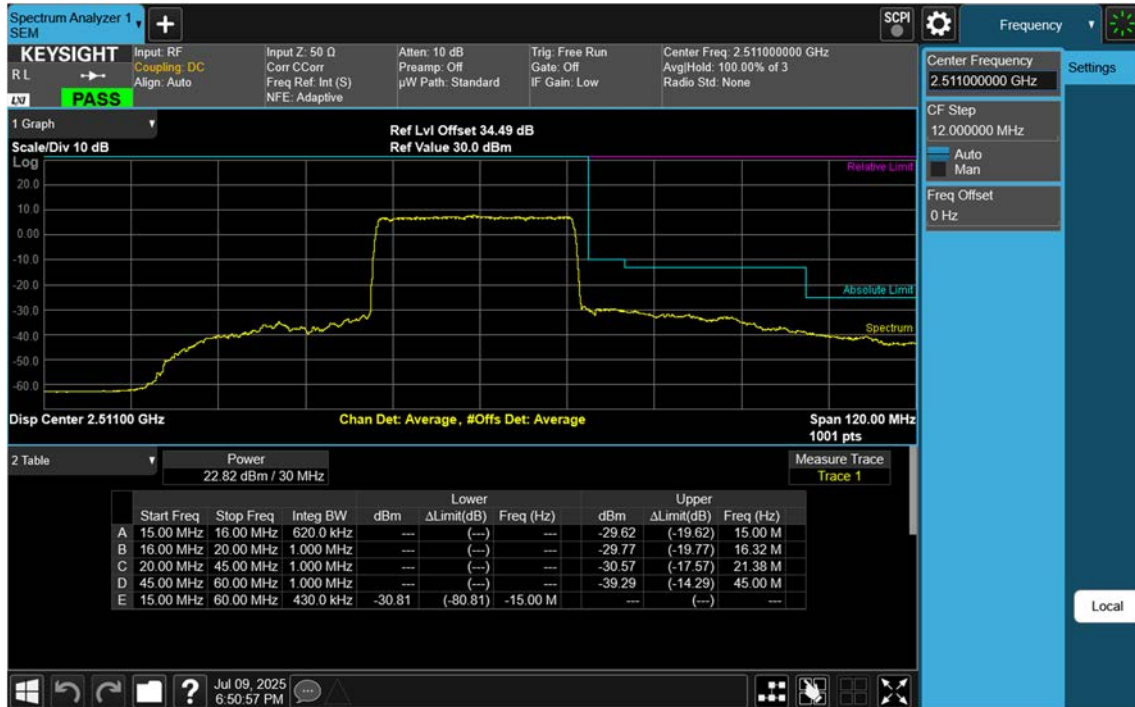 Spectrum Analyzer 1
SEM
SCPI
Frequency
KEYSIGHT
R L
LXI
PASS
Input: RF
Coupling: DC
Align: Auto
Input Z: 50 Ω
Corr CCorr
Freq Ref: Int (S)
NFE: Adaptive
Atten: 10 dB
Preamp: Off
µW Path: Standard
Trig: Free Run
Gate: Off
IF Gain: Low
Center Freq: 2.511000000 GHz
Avg|Hold: 100.00% of 3
Radio Std: None
Center Frequency
2.511000000 GHz
Settings
CF Step
12.000000 MHz
Auto
Man
Freq Offset
0 Hz
1 Graph
Scale/Div 10 dB
Ref Lvl Offset 34.49 dB
Ref Value 30.0 dBm
Log
20.0
10.0
0.00
-10.0
-20.0
-30.0
-40.0
-50.0
-60.0
Relative Limit
Absolute Limit
Spectrum
Disp Center 2.51100 GHz
Chan Det: Average, #Offs Det: Average
Span 120.00 MHz
1001 pts
2 Table
Power
22.82 dBm / 30 MHz
Measure Trace
Trace 1
Lower Upper
Start Freq Stop Freq Integ BW dBm ΔLimit(dB) Freq (Hz) dBm ΔLimit(dB) Freq (Hz)
A 15.00 MHz 16.00 MHz 620.0 kHz --- (---) --- -29.62 (-19.62) 15.00 M
B 16.00 MHz 20.00 MHz 1.000 MHz --- (---) --- -29.77 (-19.77) 16.32 M
C 20.00 MHz 45.00 MHz 1.000 MHz --- (---) --- -30.57 (-17.57) 21.38 M
D 45.00 MHz 60.00 MHz 1.000 MHz --- (---) --- -39.29 (-14.29) 45.00 M
E 15.00 MHz 60.00 MHz 430.0 kHz -30.81 (-80.81) -15.00 M --- (---) ---
Local
?
Jul 09, 2025
6:50:57 PM